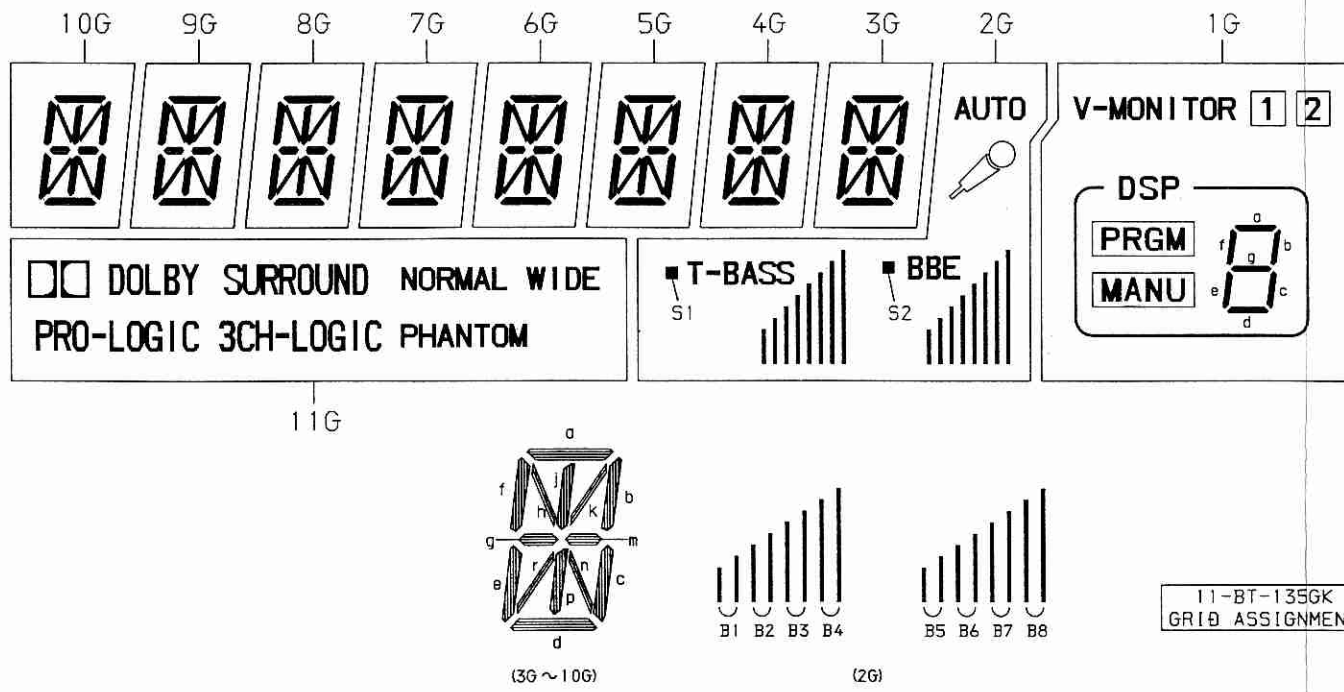 10G 9G 8G 7G 6G 5G 4G 3G 2G 1G
AUTO V-MONITOR 1 2
DSP
PRGM
MANU
a
f b
g
e c
d
DOLBY SURROUND NORMAL WIDE
PRO-LOGIC 3CH-LOGIC PHANTOM
T-BASS BBE
S1 S2
11G
a
f j b
h k
g m
r n
e p c
d
(3G~10G)
B1 B2 B3 B4 B5 B6 B7 B8
(2G)
11-BT-135GK
GRID ASSIGNMEN